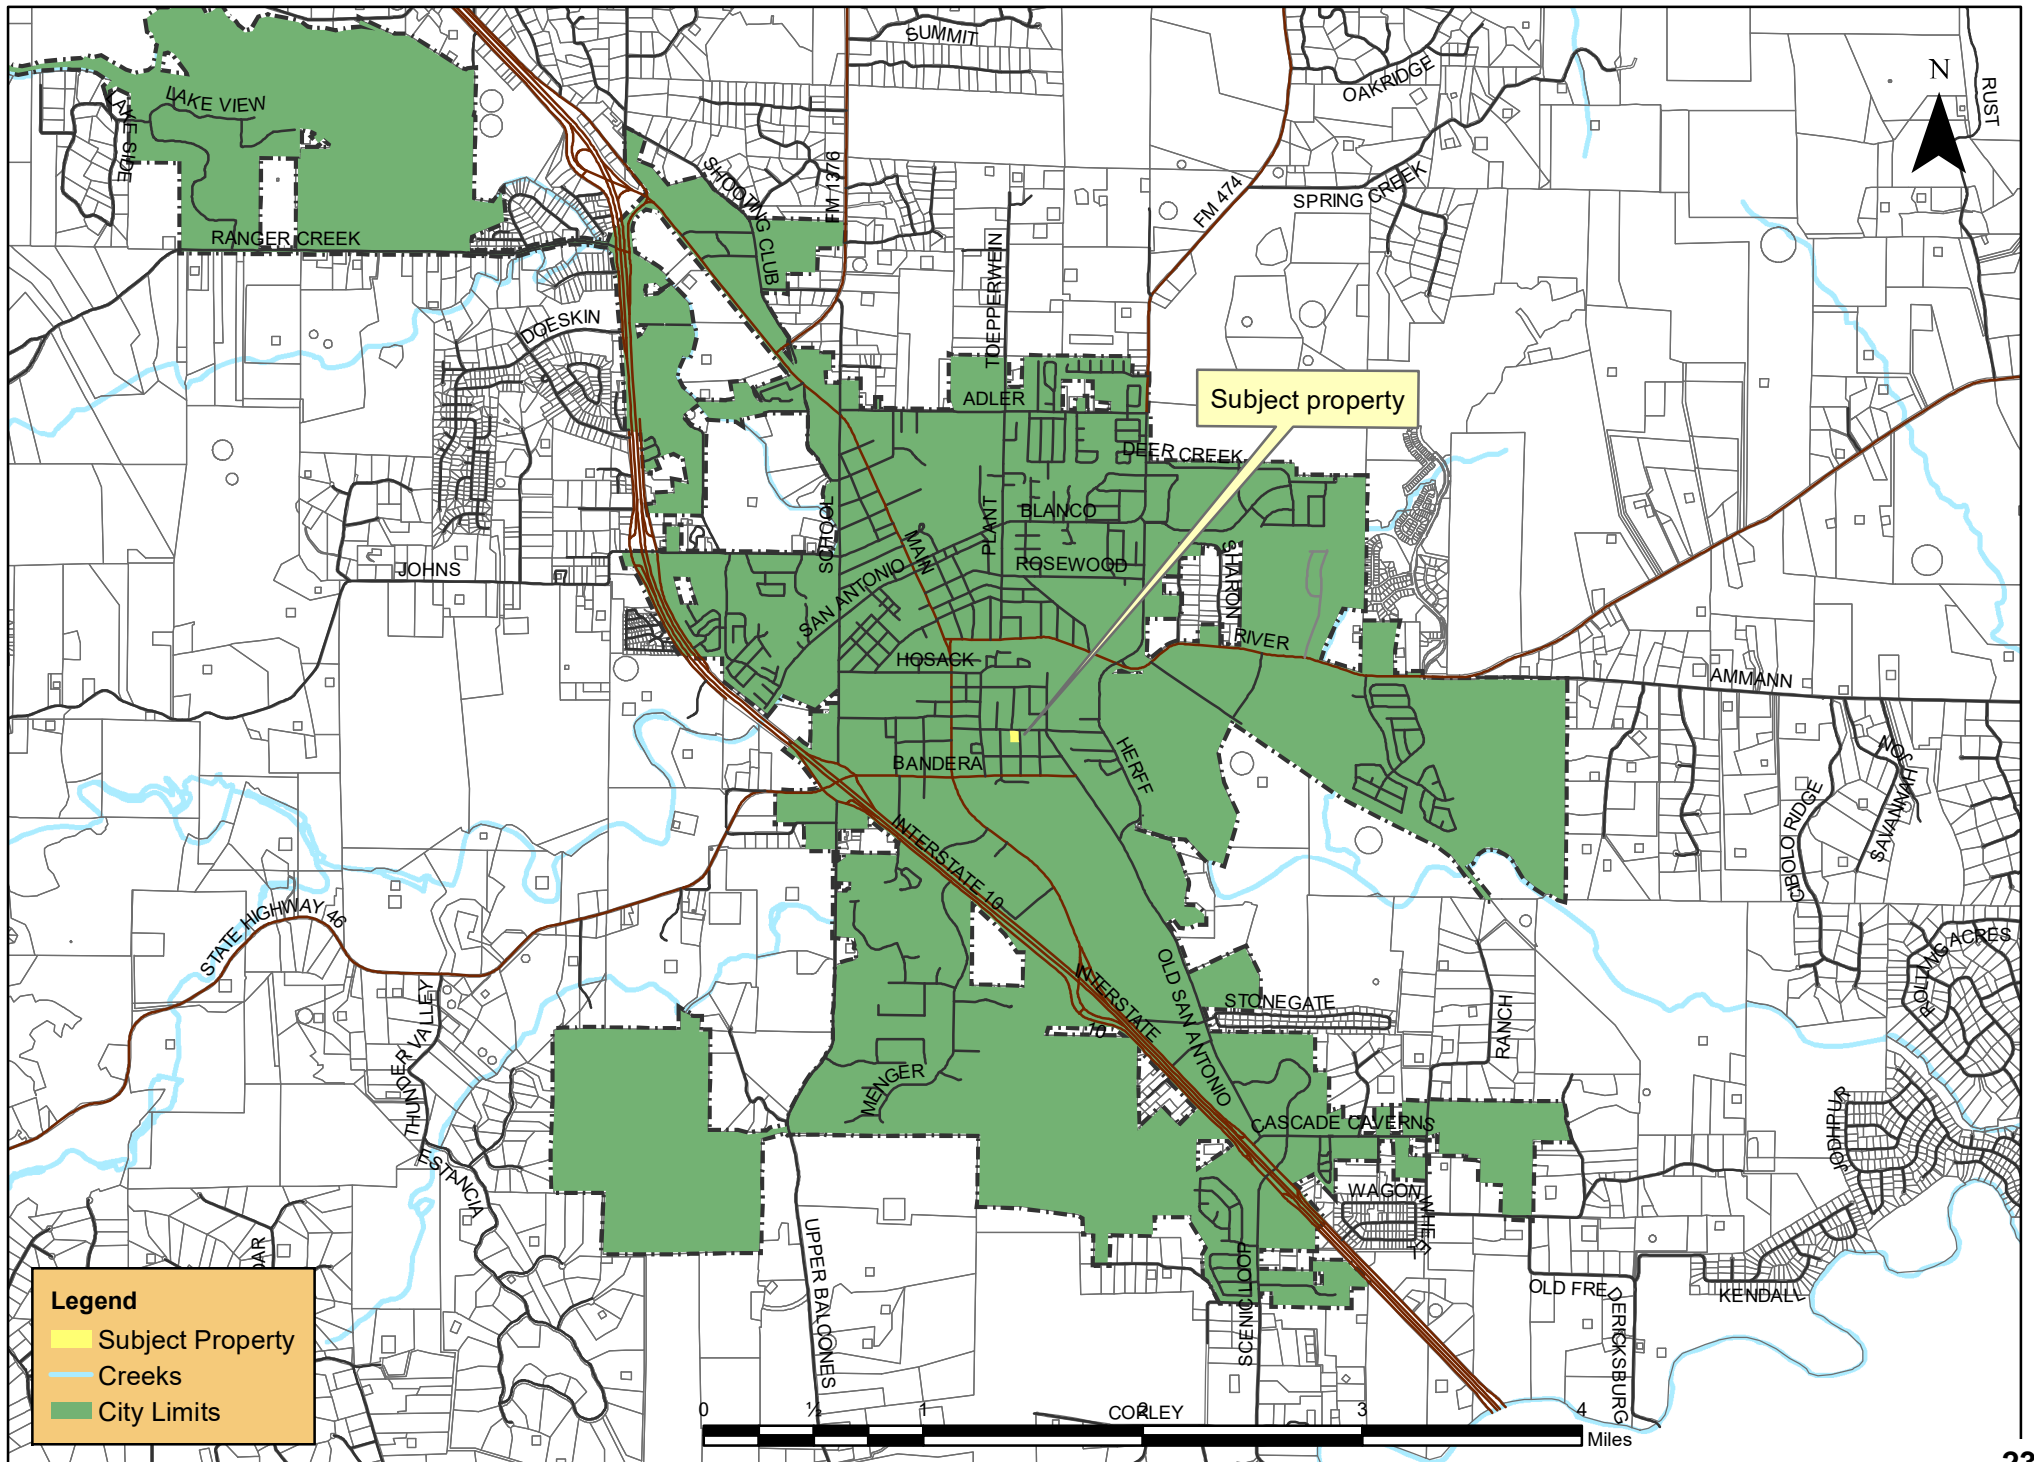 SUMMIT
OAKRIDGE
N
RUST
LAKE VIEW
LAKE SIDE
SHOOTING CLUB
FM 1376
FM 474
SPRING CREEK
RANGER CREEK
TOEPPERWEIN
DOESKIN
ADLER
Subject property
DEER CREEK
SCHOOL
MAIN
PLANT
BLANCO
JOHNS
SAN ANTONIO
ROSEWOOD
SHARON
RIVER
HOSACK
AMMANN
BANDERA
HERFF
JON
SAVANNAH
CIBOLO RIDGE
INTERSTATE 10
STATE HIGHWAY 46
ROLLING ACRES
OLD SAN ANTONIO
INTERSTATE
10
STONEGATE
RANCH
THUNDER VALLEY
MENGER
CASCADE CAVERNS
JODHPUR
ESTANCIA
WAGON WHEEL
UPPER BALCONES
SCENIC LOOP
OLD FREDERICKSBURG
KENDALL
Legend
Subject Property
Creeks
City Limits
CORLEY
0 ½ 1 2 3 4
Miles